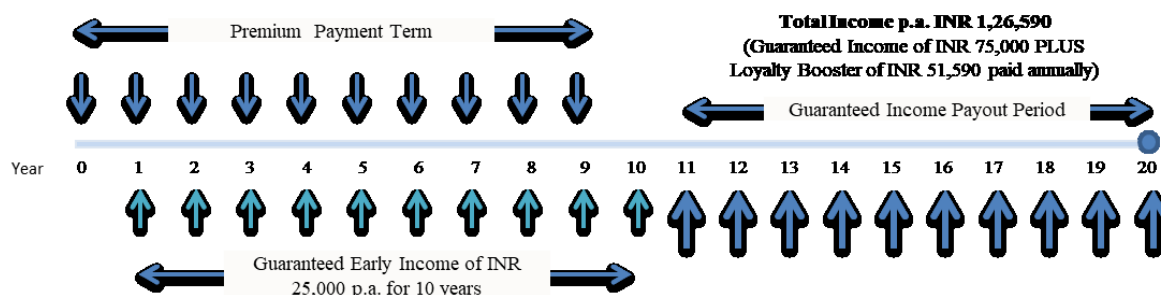 Premium Payment Term
Total Income p.a. INR 1,26,590
(Guaranteed Income of INR 75,000 PLUS
Loyalty Booster of INR 51,590 paid annually)
Guaranteed Income Payout Period
Year 0 1 2 3 4 5 6 7 8 9 10 11 12 13 14 15 16 17 18 19 20
Guaranteed Early Income of INR
25,000 p.a. for 10 years